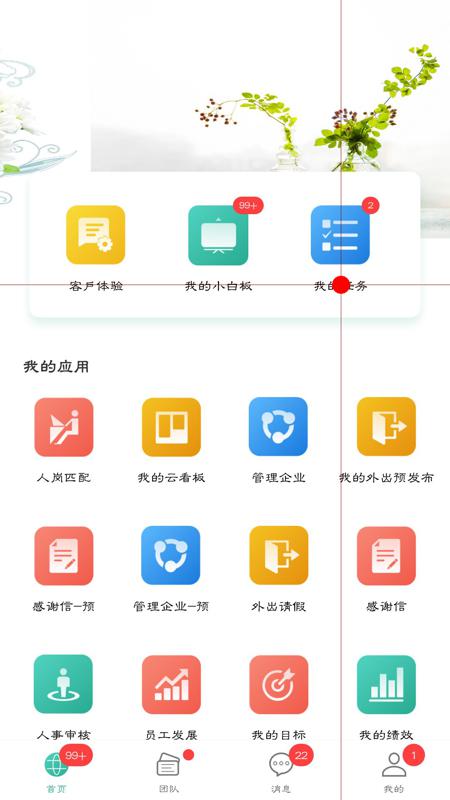 99+
2
客户体验
我的小白板
我的任务
我的应用
人岗匹配
我的云看板
管理企业
我的外出预发布
感谢信-预
管理企业-预
外出请假
感谢信
人事审核
员工发展
我的目标
我的绩效
99+
22
1
首页
团队
消息
我的